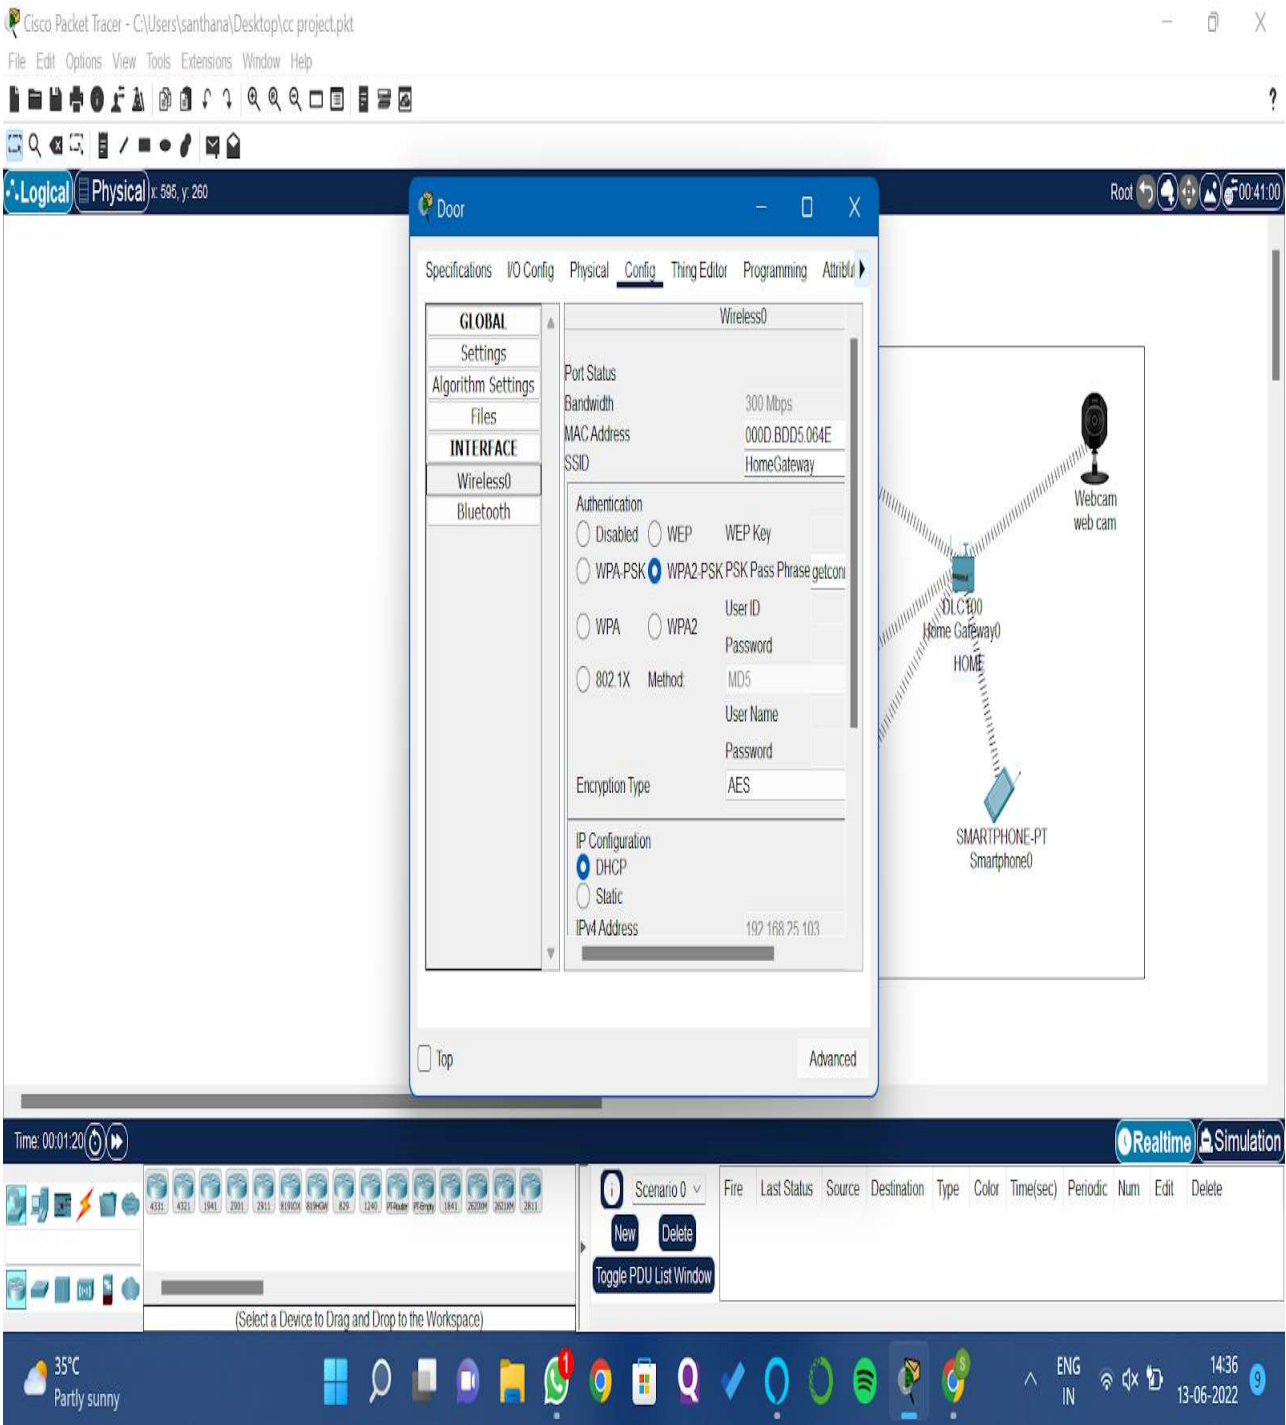 Cisco Packet Tracer - C:\Users\santhana\Desktop\cc project.pkt
File Edit Options View Tools Extensions Window Help
?
Logical Physical x: 595, y: 260 Root 00:41:00
Door
Specifications I/O Config Physical Config Thing Editor Programming
GLOBAL
Settings
Algorithm Settings
Files
INTERFACE
Wireless0
Bluetooth
Wireless0
Port Status
Bandwidth 300 Mbps
MAC Address 000D.BDD5.064E
SSID HomeGateway
Authentication
Disabled WEP WEP Key
WPA-PSK WPA2-PSK PSK Pass Phrase
User ID
WPA WPA2
Password
802.1X Method: MD5
User Name
Password
Encryption Type AES
IP Configuration
DHCP
Static
IPv4 Address 192.168.25.103
Top Advanced
Webcam
web cam
DLC100
Home Gateway0
HOME
SMARTPHONE-PT
Smartphone0
Time: 00:01:20 Realtime Simulation
4331 4321 1941 2901 2911 819IOX 819HGW 829 1240 PT-Router PT-Empty 1841 2620XM 2621XM 2811
(Select a Device to Drag and Drop to the Workspace)
Scenario 0
New Delete
Toggle PDU List Window
Fire Last Status Source Destination Type Color Time(sec) Periodic Num Edit Delete
35°C
Partly sunny
1
S
ENG
IN
14:36
13-06-2022
9